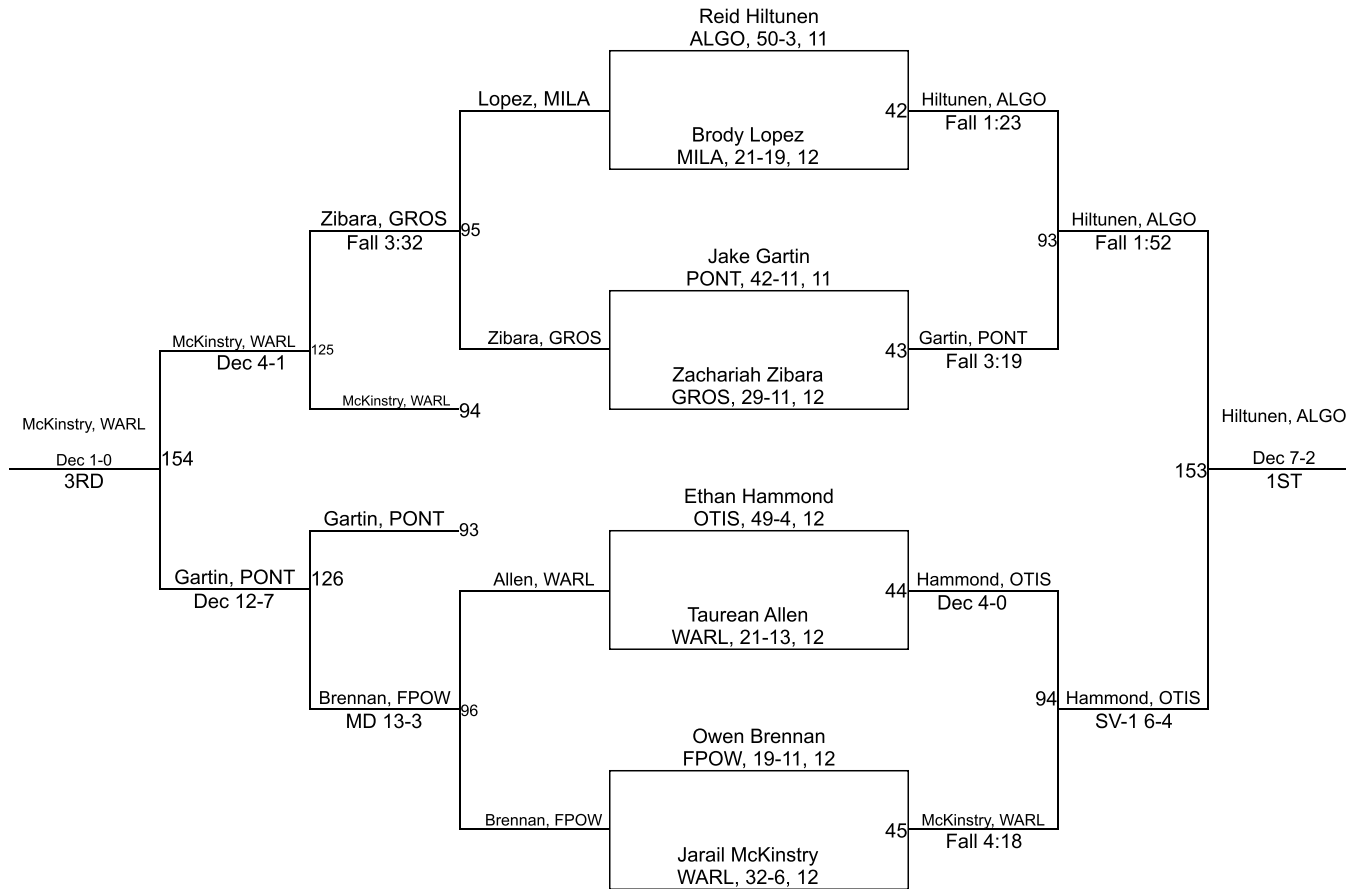 Reid Hiltunen
ALGO, 50-3, 11
Lopez, MILA
42
Hiltunen, ALGO
Fall 1:23
Brody Lopez
MILA, 21-19, 12
Zibara, GROS
Fall 3:32
95
93
Hiltunen, ALGO
Fall 1:52
Jake Gartin
PONT, 42-11, 11
McKinstry, WARL
Dec 4-1
125
Zibara, GROS
43
Gartin, PONT
Fall 3:19
Zachariah Zibara
GROS, 29-11, 12
McKinstry, WARL
94
McKinstry, WARL
Dec 1-0
3RD
154
153
Hiltunen, ALGO
Dec 7-2
1ST
Ethan Hammond
OTIS, 49-4, 12
Gartin, PONT
93
Gartin, PONT
Dec 12-7
126
Allen, WARL
44
Hammond, OTIS
Dec 4-0
Taurean Allen
WARL, 21-13, 12
Brennan, FPOW
MD 13-3
96
94
Hammond, OTIS
SV-1 6-4
Owen Brennan
FPOW, 19-11, 12
Brennan, FPOW
45
McKinstry, WARL
Fall 4:18
Jarail McKinstry
WARL, 32-6, 12